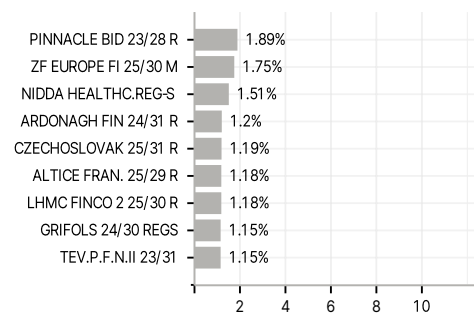 PINNACLE BID 23/28 R 1.89%
ZF EUROPE FI 25/30 M 1.75%
NIDDA HEALTHC.REG-S 1.51%
ARDONAGH FIN 24/31 R 1.2%
CZECHOSLOVAK 25/31 R 1.19%
ALTICE FRAN. 25/29 R 1.18%
LHMC FINCO 2 25/30 R 1.18%
GRIFOLS 24/30 REGS 1.15%
TEV.P.F.N.II 23/31 1.15%
2 4 6 8 10